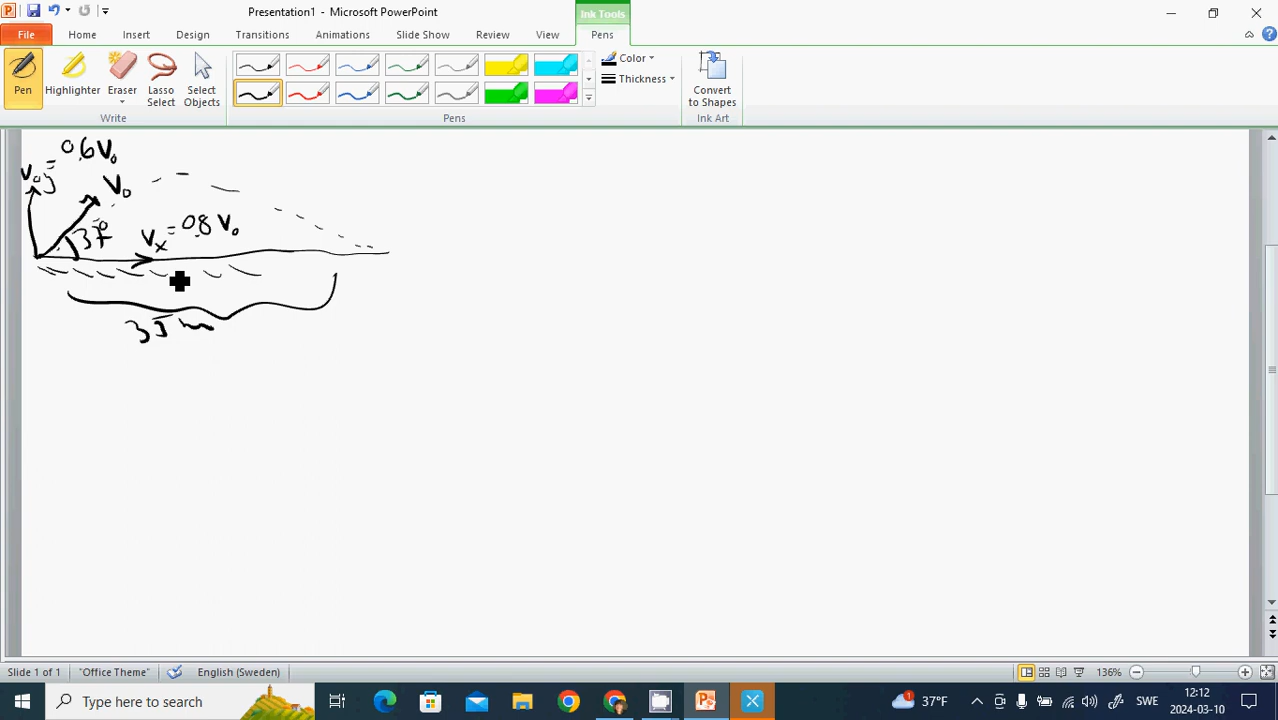 Presentation1 - Microsoft PowerPoint
Ink Tools
File Home Insert Design Transitions Animations Slide Show Review View Pens
Pen
Highlighter
Eraser
Lasso Select
Select Objects
Color
Thickness
Convert to Shapes
Write
Pens
Ink Art
0.6V₀
V₀y =
V₀
37°
Vx = 0.8 V₀
35 m
Slide 1 of 1
"Office Theme"
English (Sweden)
136%
Type here to search
1
37°F
SWE
12:12
2024-03-10